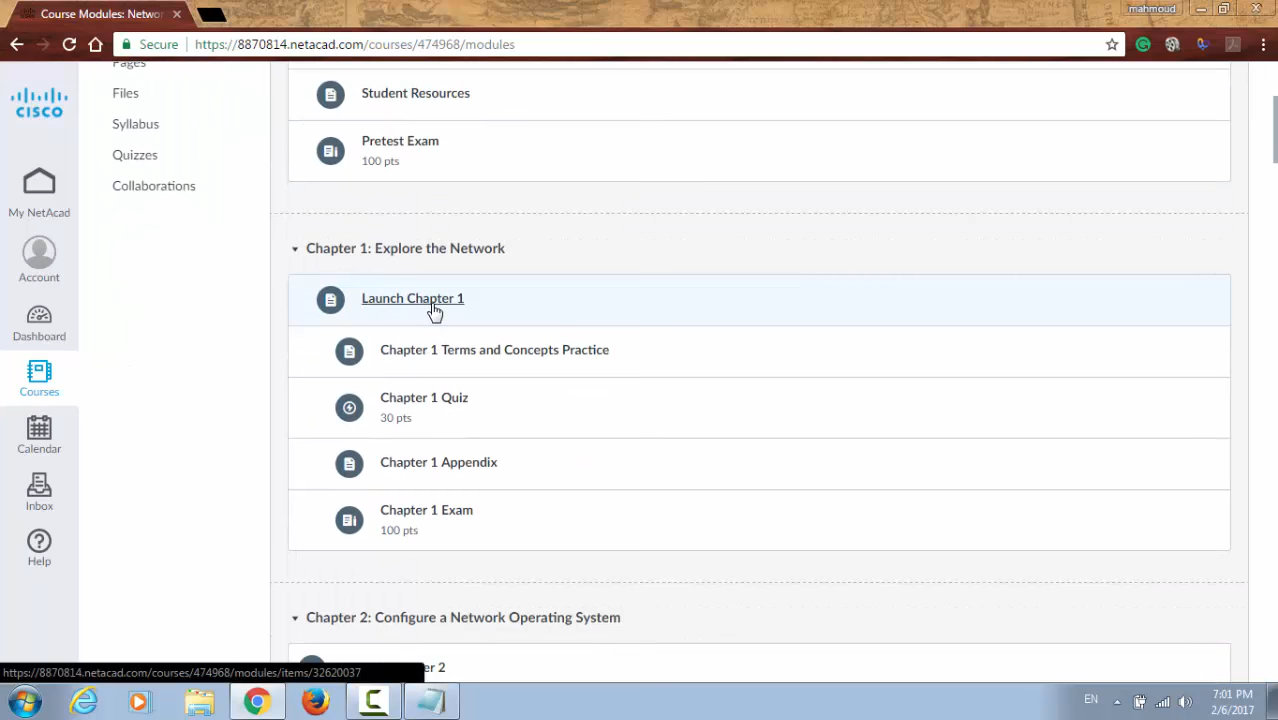 Course Modules: Networ
mahmoud
Secure
https://8870814.netacad.com/courses/474968/modules
Pages
Files
Syllabus
Quizzes
Collaborations
CISCO
My NetAcad
Account
Dashboard
Courses
Calendar
Inbox
Help
Student Resources
Pretest Exam
100 pts
Chapter 1: Explore the Network
Launch Chapter 1
Chapter 1 Terms and Concepts Practice
Chapter 1 Quiz
30 pts
Chapter 1 Appendix
Chapter 1 Exam
100 pts
Chapter 2: Configure a Network Operating System
2
https://8870814.netacad.com/courses/474968/modules/items/32620037
EN
7:01 PM
2/6/2017